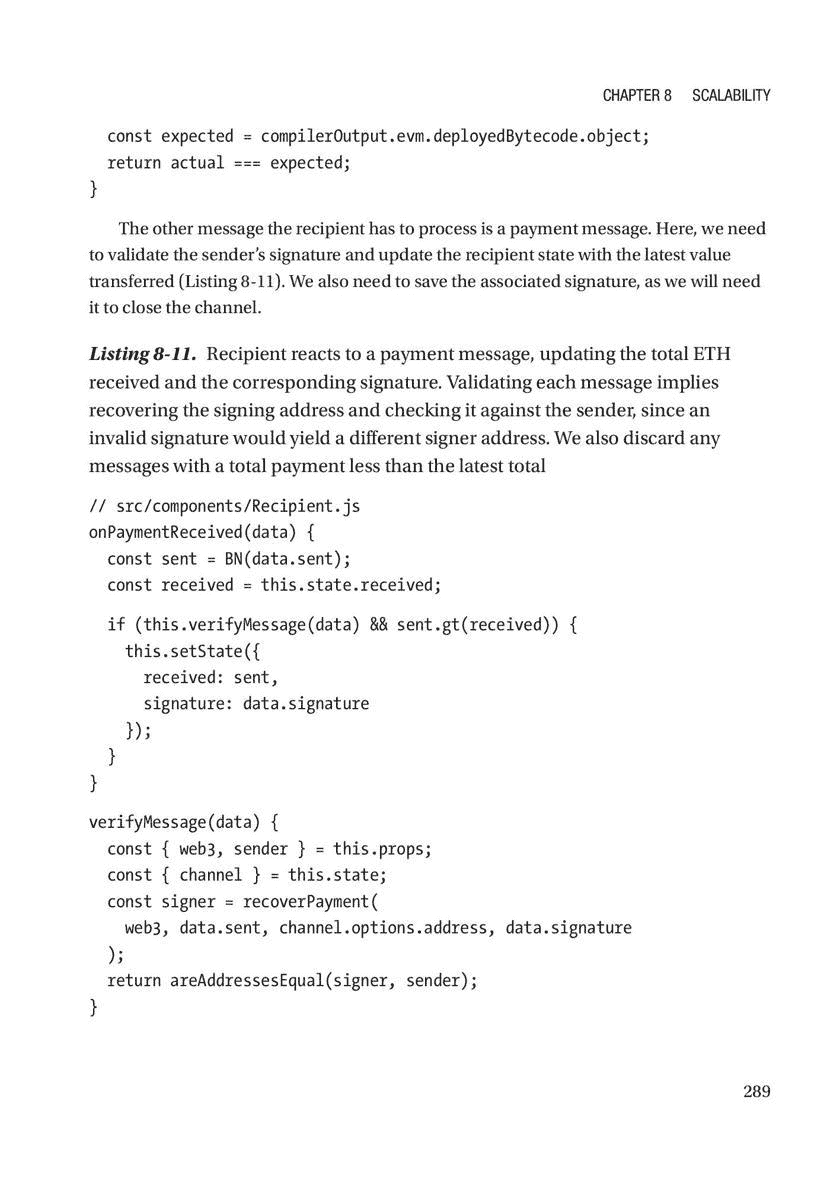 CHAPTER 8 SCALABILITY
const expected = compilerOutput.evm.deployedBytecode.object;
return actual === expected;
}
The other message the recipient has to process is a payment message. Here, we need
to validate the sender’s signature and update the recipient state with the latest value
transferred (Listing 8-11). We also need to save the associated signature, as we will need
it to close the channel.
Listing 8-11. Recipient reacts to a payment message, updating the total ETH
received and the corresponding signature. Validating each message implies
recovering the signing address and checking it against the sender, since an
invalid signature would yield a different signer address. We also discard any
messages with a total payment less than the latest total
// src/components/Recipient.js
onPaymentReceived(data) {
const sent = BN(data.sent);
const received = this.state.received;
if (this.verifyMessage(data) && sent.gt(received)) {
this.setState({
received: sent,
signature: data.signature
});
}
}
verifyMessage(data) {
const { web3, sender } = this.props;
const { channel } = this.state;
const signer = recoverPayment(
web3, data.sent, channel.options.address, data.signature
);
return areAddressesEqual(signer, sender);
}
289